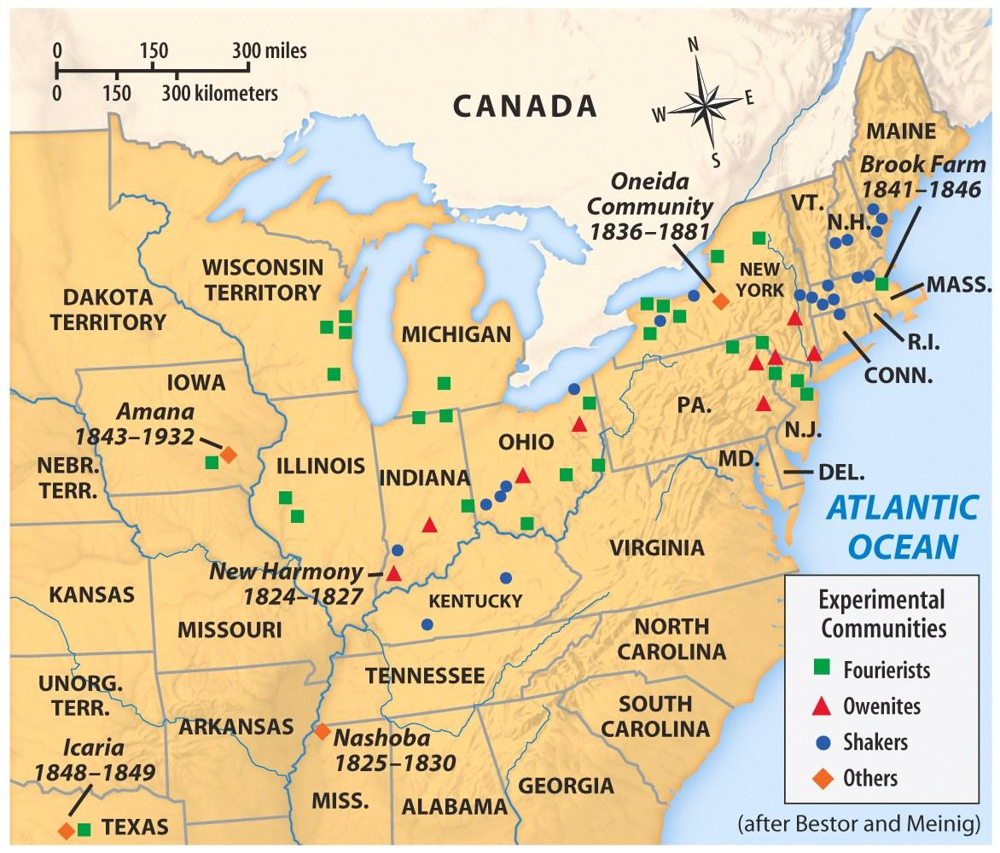 0 150 300 miles
0 150 300 kilometers
CANADA
N
W E
S
MAINE
Brook Farm
1841–1846
Oneida
Community
1836–1881
VT.
N.H.
NEW
YORK
MASS.
R.I.
CONN.
WISCONSIN
TERRITORY
DAKOTA
TERRITORY
MICHIGAN
IOWA
Amana
1843–1932
NEBR.
TERR.
ILLINOIS
INDIANA
OHIO
PA.
N.J.
MD.
DEL.
ATLANTIC
OCEAN
VIRGINIA
New Harmony
1824–1827
KENTUCKY
KANSAS
MISSOURI
NORTH
CAROLINA
TENNESSEE
UNORG.
TERR.
SOUTH
CAROLINA
ARKANSAS
Nashoba
1825–1830
Icaria
1848–1849
MISS.
ALABAMA
GEORGIA
TEXAS
Experimental
Communities
Fourierists
Owenites
Shakers
Others
(after Bestor and Meinig)